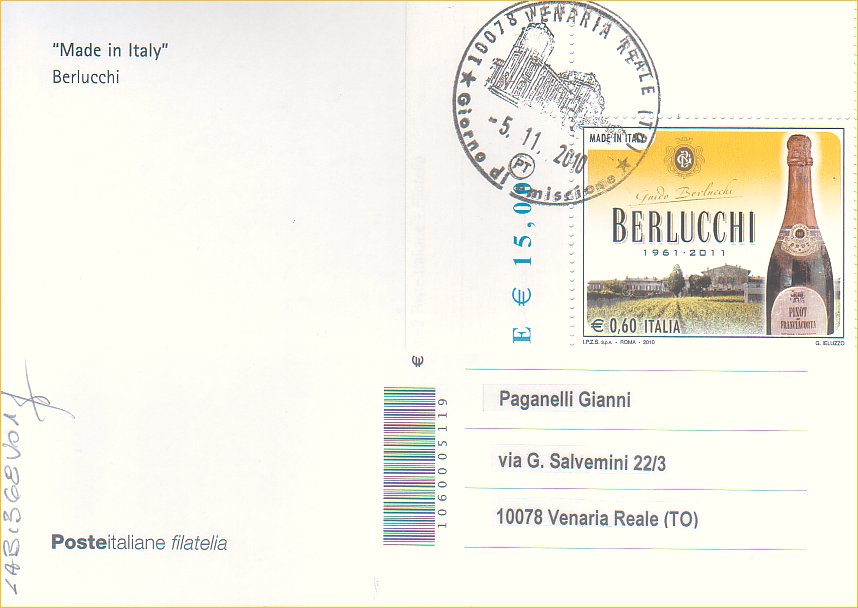 "Made in Italy"
Berlucchi
10078 VENARIA REALE (TO)
- 5. 11. 2010
★ Giorno di emissione ★
PT
E € 15,00
MADE IN ITALY
B
Guido Berlucchi
BERLUCCHI
1961·2011
PINOT
FRANCIACORTA
€ 0,60 ITALIA
I.P.Z.S. S.p.A. - ROMA - 2010
G. IELUZZO
€
1060005119
Paganelli Gianni
via G. Salvemini 22/3
10078 Venaria Reale (TO)
Posteitaliane filatelia